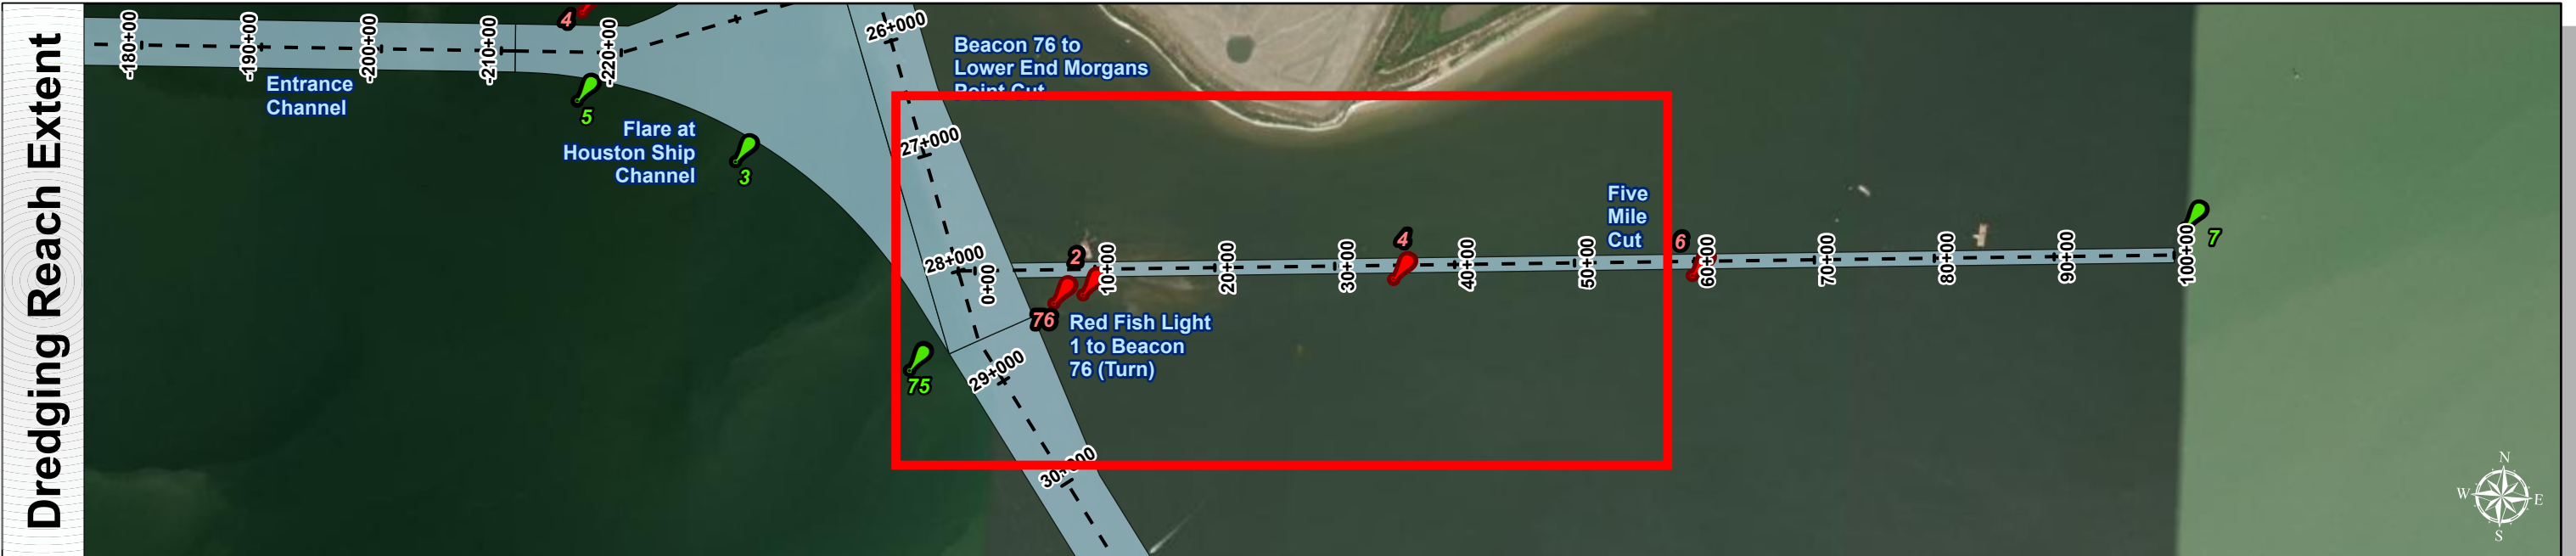 Dredging Reach Extent
-180+00
-190+00
-200+00
-210+00
-220+00
4
5
3
Entrance
Channel
Flare at
Houston Ship
Channel
26+000
27+000
28+000
29+000
30+000
Beacon 76 to
Lower End Morgans
Point Cut
75
76
2
4
6
7
Five
Mile
Cut
0+00
10+00
20+00
30+00
40+00
50+00
60+00
70+00
80+00
90+00
100+00
Red Fish Light
1 to Beacon
76 (Turn)
N
W
E
S